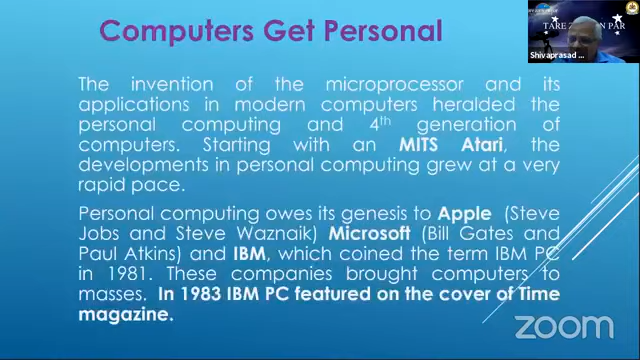 Computers Get Personal
TARE ZAMEEN PAR
Shivaprasad ...
The invention of the microprocessor and its
applications in modern computers heralded the
personal computing and 4th generation of
computers. Starting with an MITS Atari, the
developments in personal computing grew at a very
rapid pace.
Personal computing owes its genesis to Apple (Steve
Jobs and Steve Waznaik) Microsoft (Bill Gates and
Paul Atkins) and IBM, which coined the term IBM PC
in 1981. These companies brought computers to
masses. In 1983 IBM PC featured on the cover of Time
magazine.
zoom